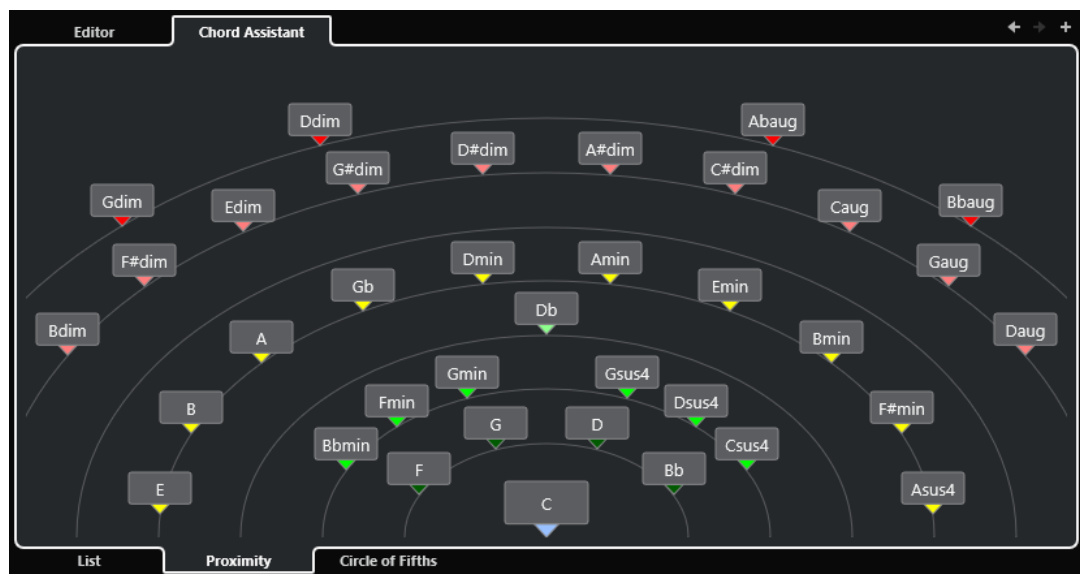 Editor
Chord Assistant
Ddim
Abaug
D#dim
A#dim
G#dim
C#dim
Gdim
Edim
Caug
Bbaug
F#dim
Dmin
Amin
Gaug
Gb
Emin
Db
Bdim
A
Bmin
Daug
Gmin
Gsus4
Fmin
Dsus4
B
F#min
G
D
Bbmin
Csus4
F
Bb
E
C
Asus4
List
Proximity
Circle of Fifths